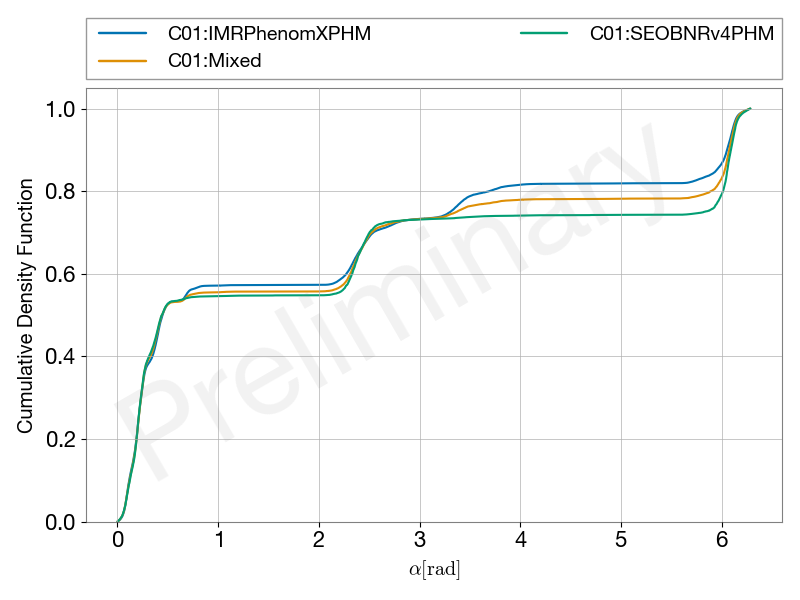 C01:IMRPhenomXPHM
C01:Mixed
C01:SEOBNRv4PHM
Preliminary
Cumulative Density Function
1.0
0.8
0.6
0.4
0.2
0.0
0 1 2 3 4 5 6
α[rad]